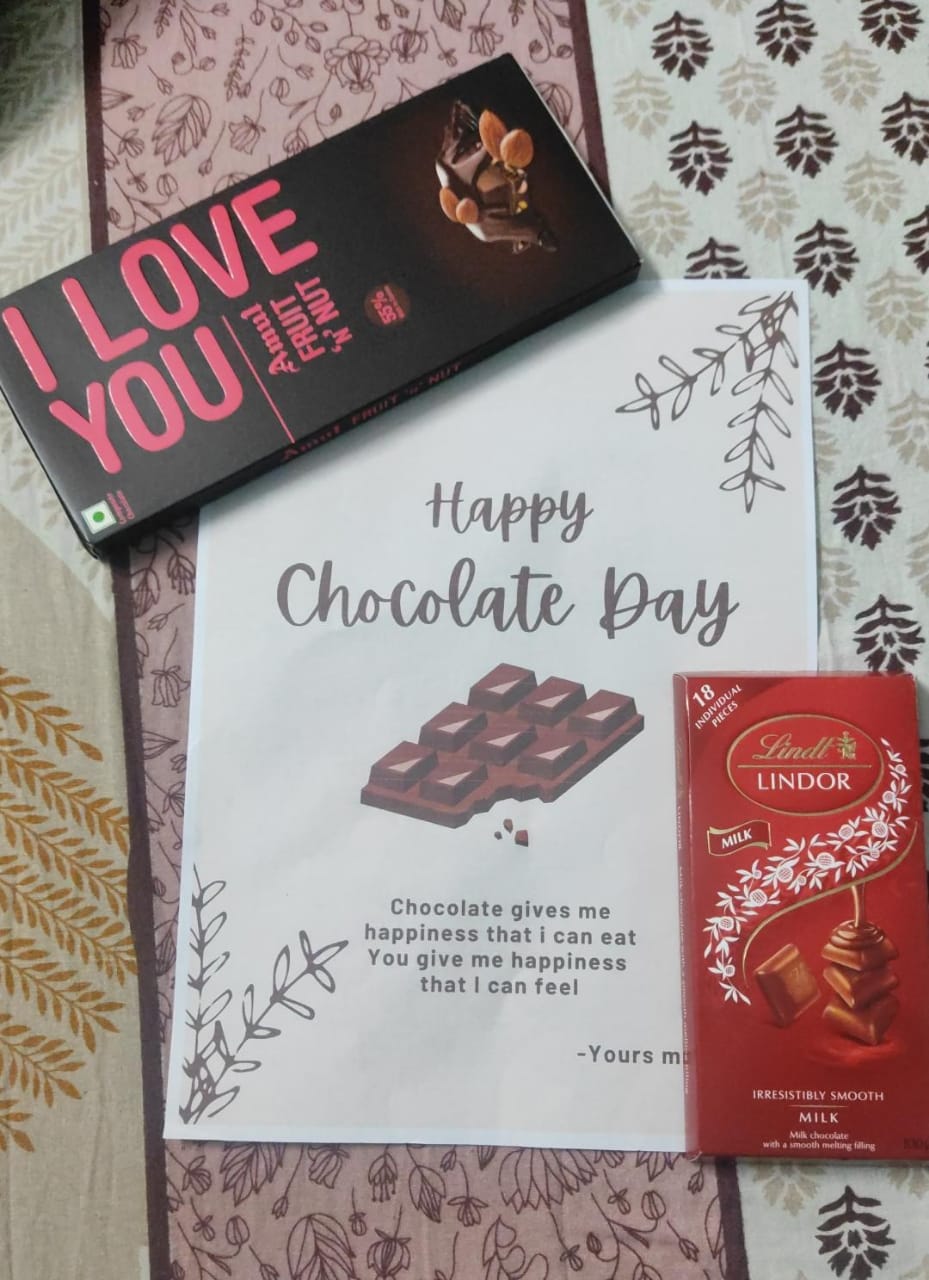 I LOVE
YOU
Amul
FRUIT
'N' NUT
55%
Amul FRUIT 'n' NUT
Happy
Chocolate Day
Chocolate gives me
happiness that i can eat
You give me happiness
that I can feel
-Yours
18
INDIVIDUAL
PIECES
Lindt
LINDOR
MILK
IRRESISTIBLY SMOOTH
MILK
Milk chocolate
with a smooth melting filling
100g